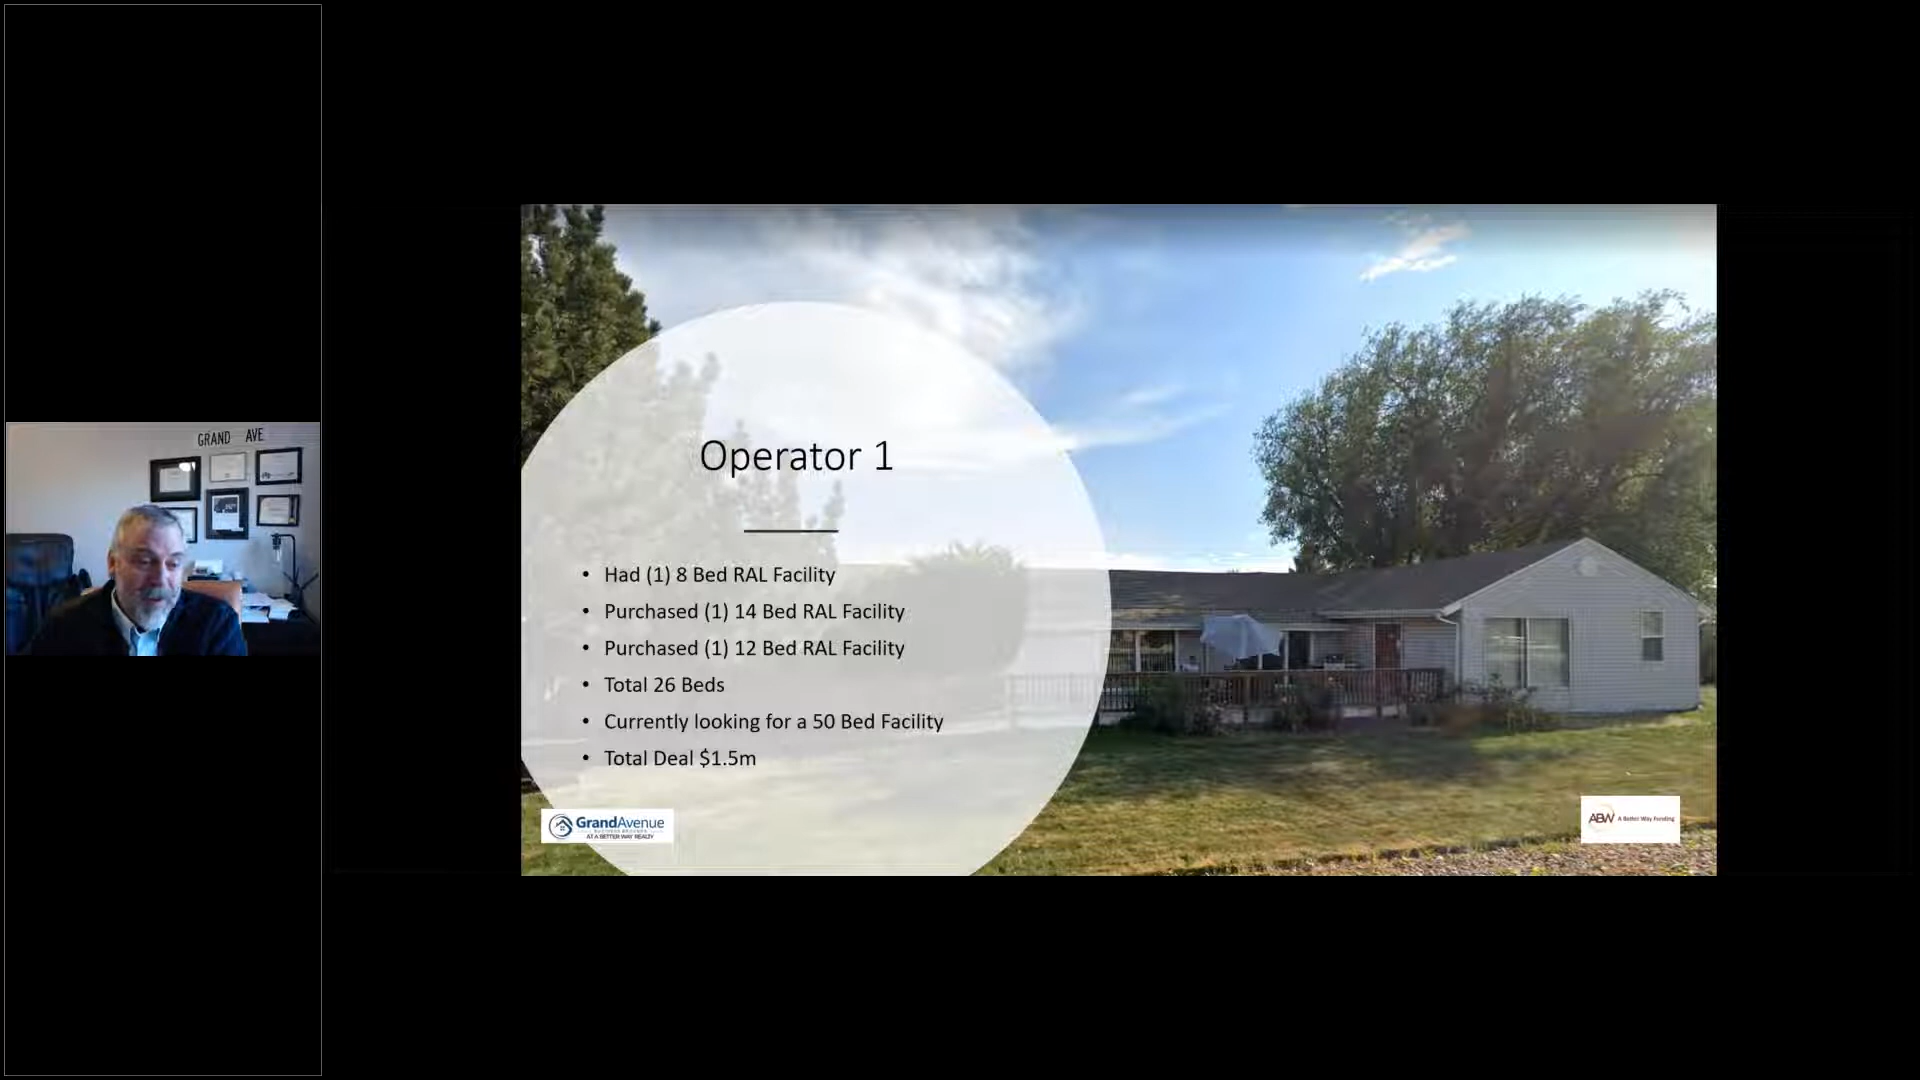 GRAND AVE
Operator 1
• Had (1) 8 Bed RAL Facility
• Purchased (1) 14 Bed RAL Facility
• Purchased (1) 12 Bed RAL Facility
• Total 26 Beds
• Currently looking for a 50 Bed Facility
• Total Deal $1.5m
GrandAvenue
BUSINESS BROKERS
AT A BETTER WAY REALTY
ABW A Better Way Funding